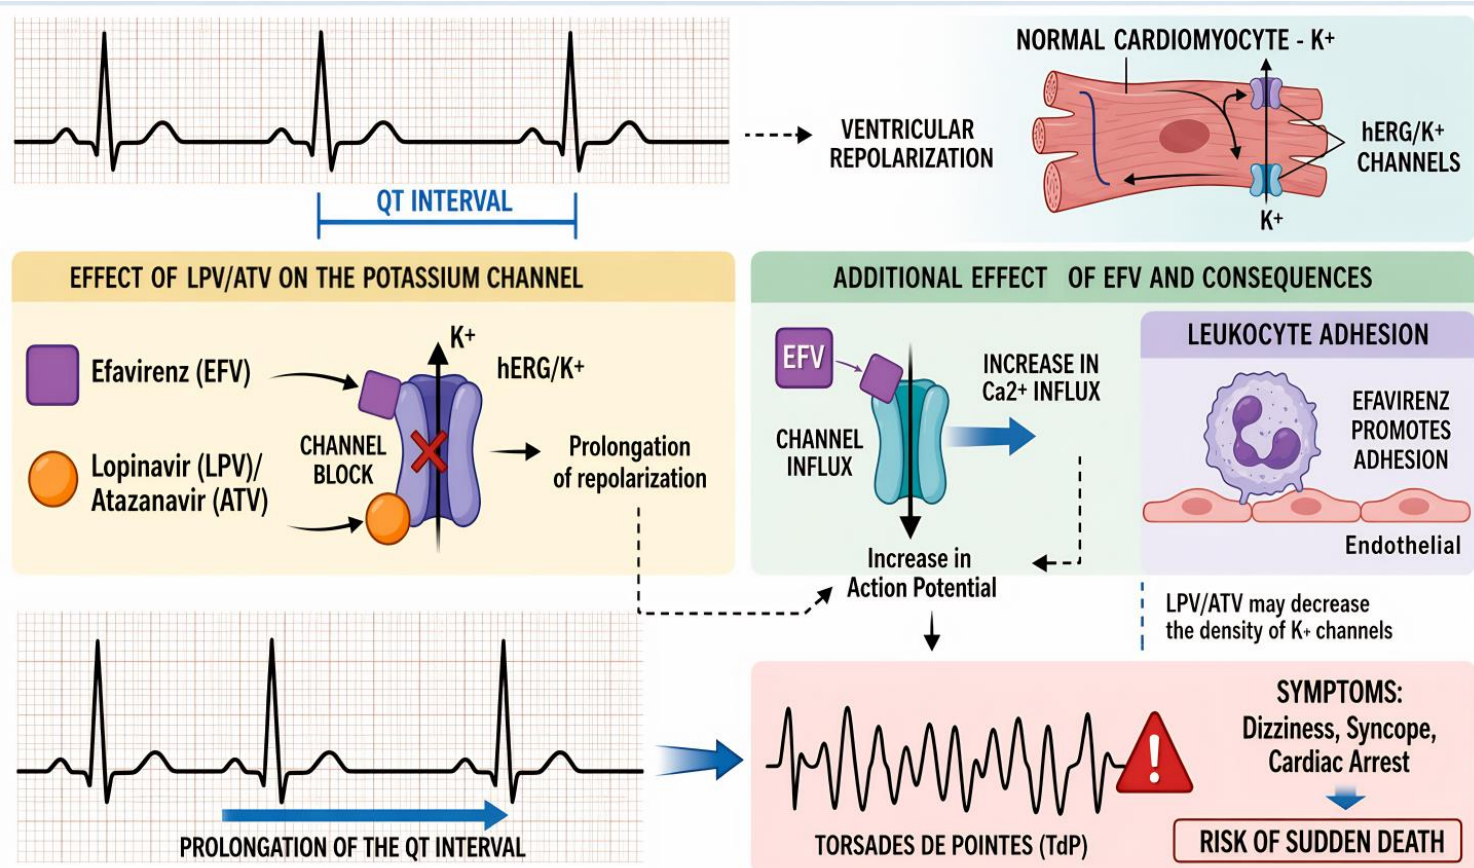 NORMAL CARDIOMYOCYTE - K+
VENTRICULAR
REPOLARIZATION
hERG/K+
CHANNELS
K+
QT INTERVAL
EFFECT OF LPV/ATV ON THE POTASSIUM CHANNEL
Efavirenz (EFV)
Lopinavir (LPV)/
Atazanavir (ATV)
K+
hERG/K+
CHANNEL
BLOCK
Prolongation
of repolarization
ADDITIONAL EFFECT OF EFV AND CONSEQUENCES
EFV
CHANNEL
INFLUX
INCREASE IN
Ca2+ INFLUX
Increase in
Action Potential
LEUKOCYTE ADHESION
EFAVIRENZ
PROMOTES
ADHESION
Endothelial
LPV/ATV may decrease
the density of K+ channels
PROLONGATION OF THE QT INTERVAL
TORSADES DE POINTES (TdP)
!
SYMPTOMS:
Dizziness, Syncope,
Cardiac Arrest
RISK OF SUDDEN DEATH